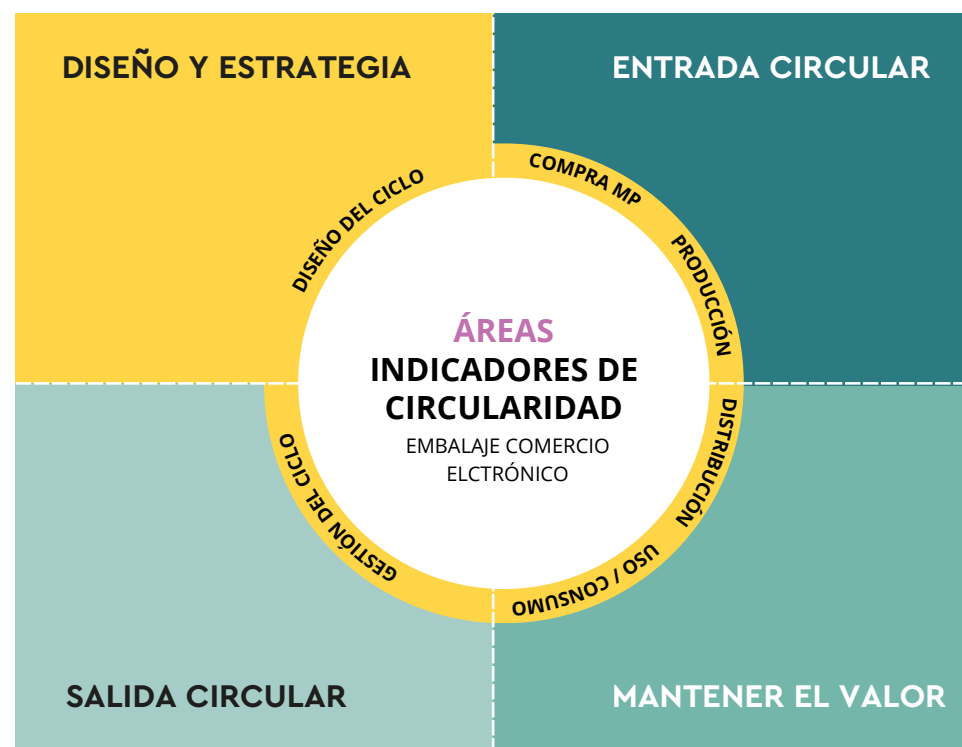 DISEÑO Y ESTRATEGIA
ENTRADA CIRCULAR
DISEÑO DEL CICLO
COMPRA MP
PRODUCCIÓN
ÁREAS
INDICADORES DE
CIRCULARIDAD
EMBALAJE COMERCIO
ELCTRÓNICO
DISTRIBUCIÓN
USO / CONSUMO
GESTIÓN DEL CICLO
SALIDA CIRCULAR
MANTENER EL VALOR